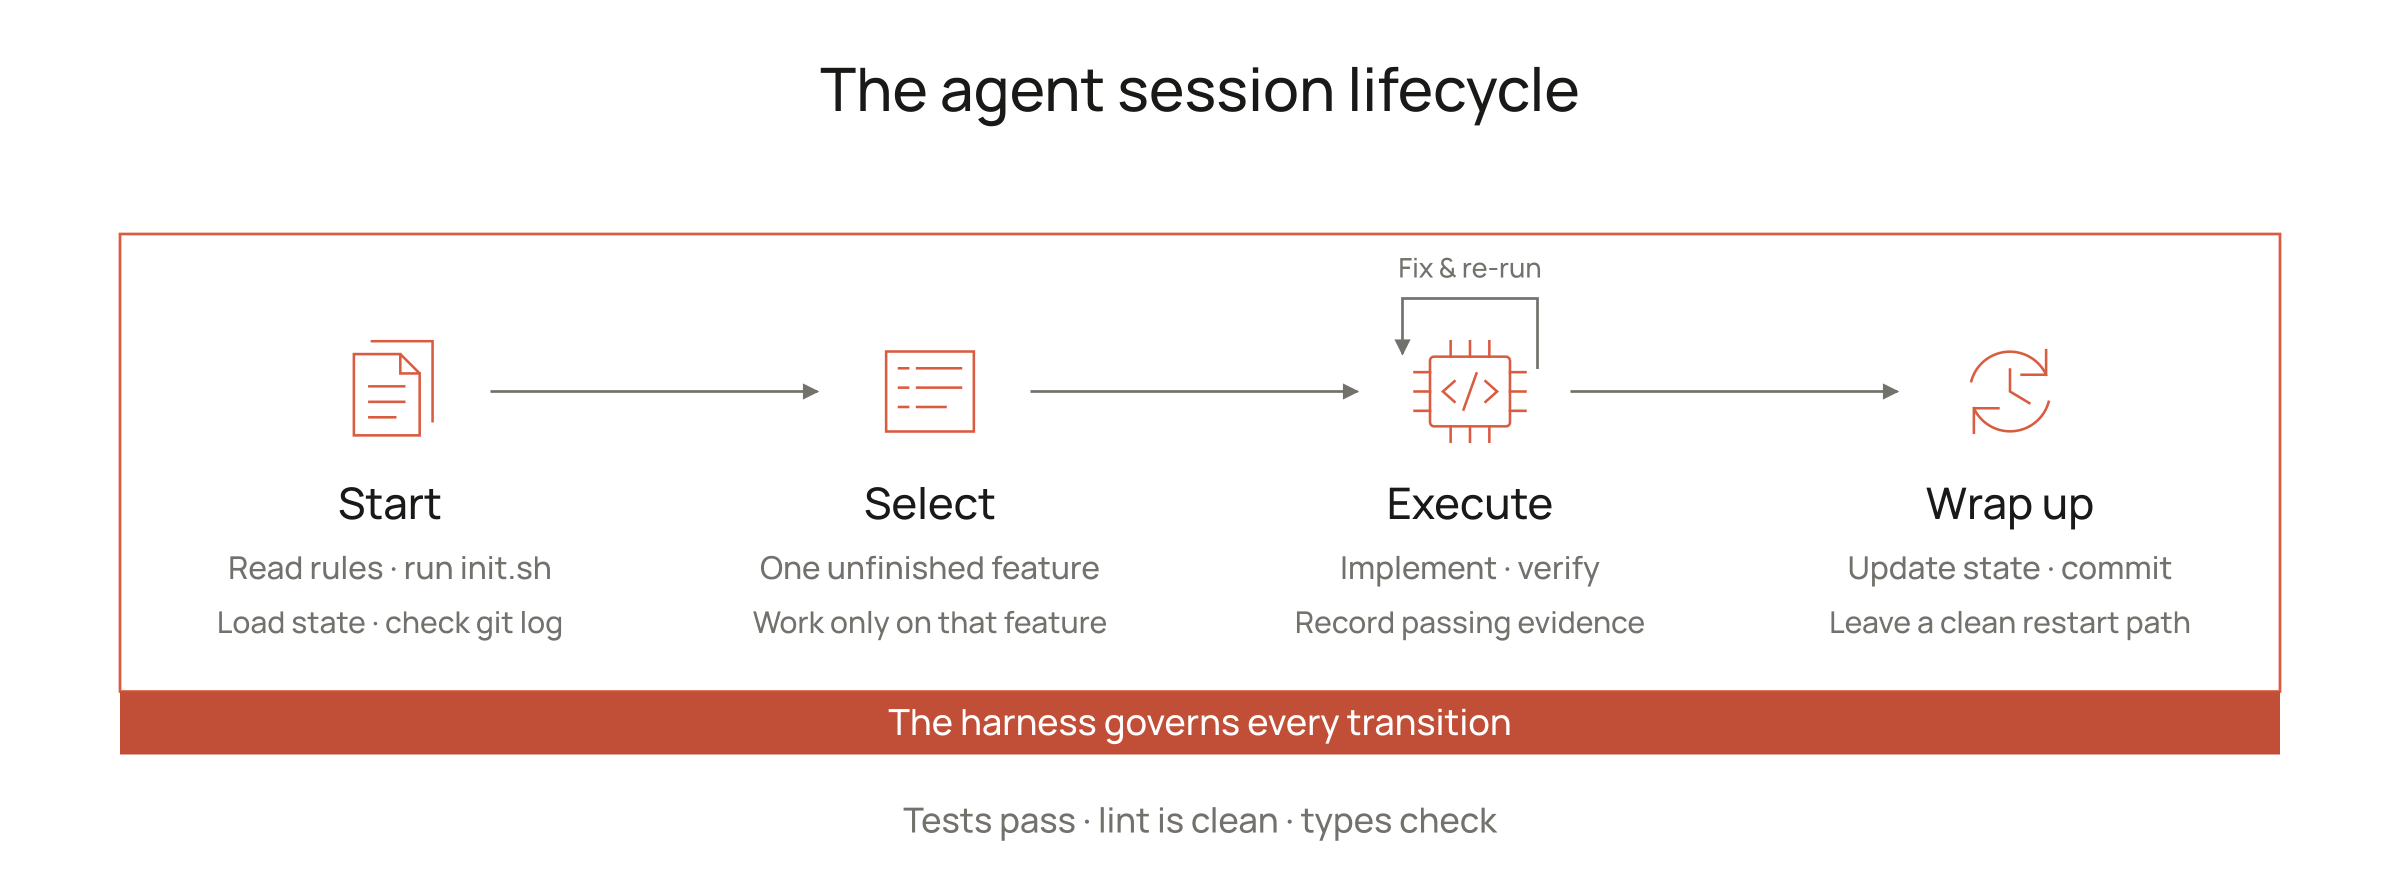 The agent session lifecycle
Fix & re-run
Start
Read rules · run init.sh
Load state · check git log
Select
One unfinished feature
Work only on that feature
Execute
Implement · verify
Record passing evidence
Wrap up
Update state · commit
Leave a clean restart path
The harness governs every transition
Tests pass · lint is clean · types check